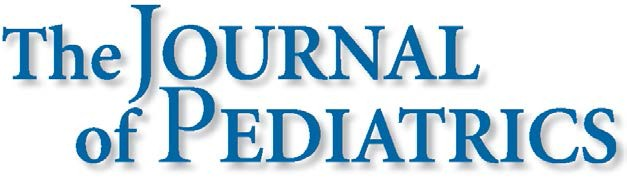 The JOURNAL
of PEDIATRICS